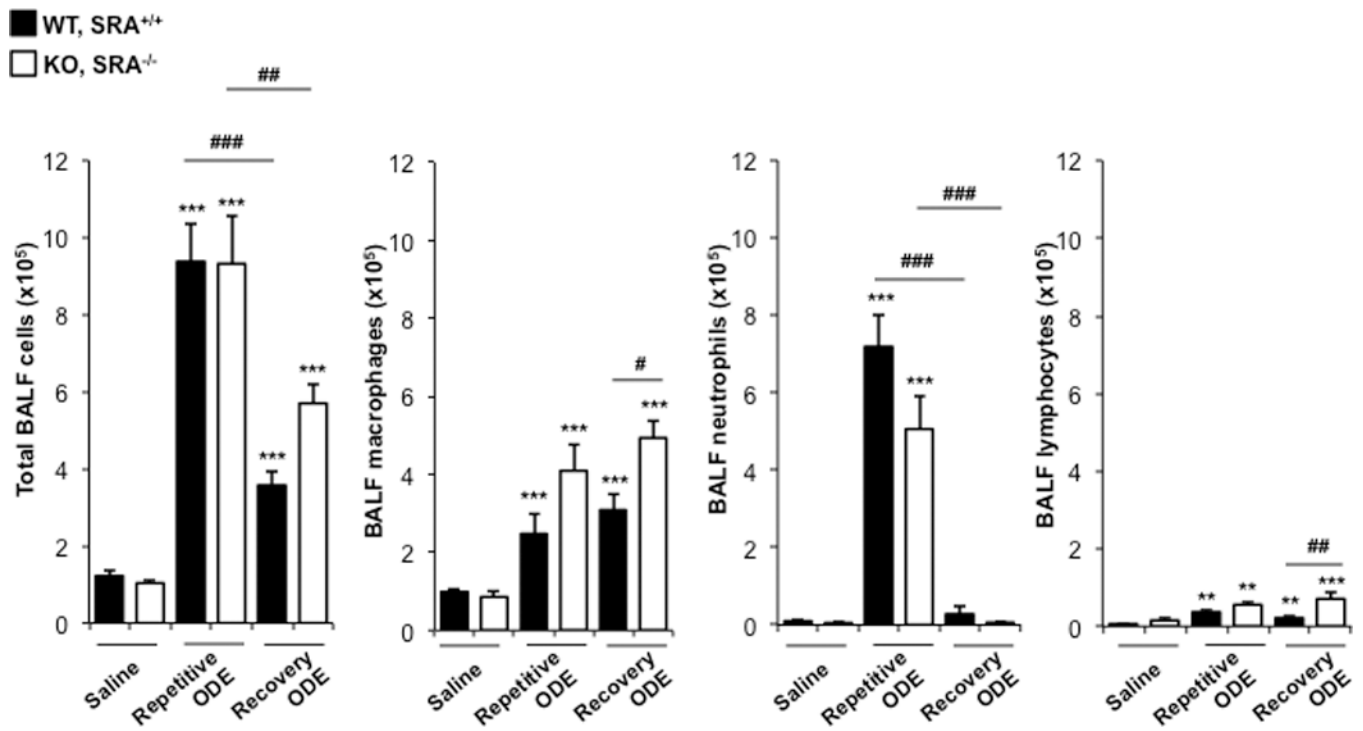 WT, SRA+/+
KO, SRA-/-
##
###
*** ***
***
***
Total BALF cells (x10⁵)
12
10
8
6
4
2
0
Saline
Repetitive ODE
Recovery ODE
#
***
***
***
***
BALF macrophages (x10⁵)
12
10
8
6
4
2
0
Saline
Repetitive ODE
Recovery ODE
###
###
***
***
BALF neutrophils (x10⁵)
12
10
8
6
4
2
0
Saline
Repetitive ODE
Recovery ODE
##
** ** ** ***
BALF lymphocytes (x10⁵)
12
10
8
6
4
2
0
Saline
Repetitive ODE
Recovery ODE